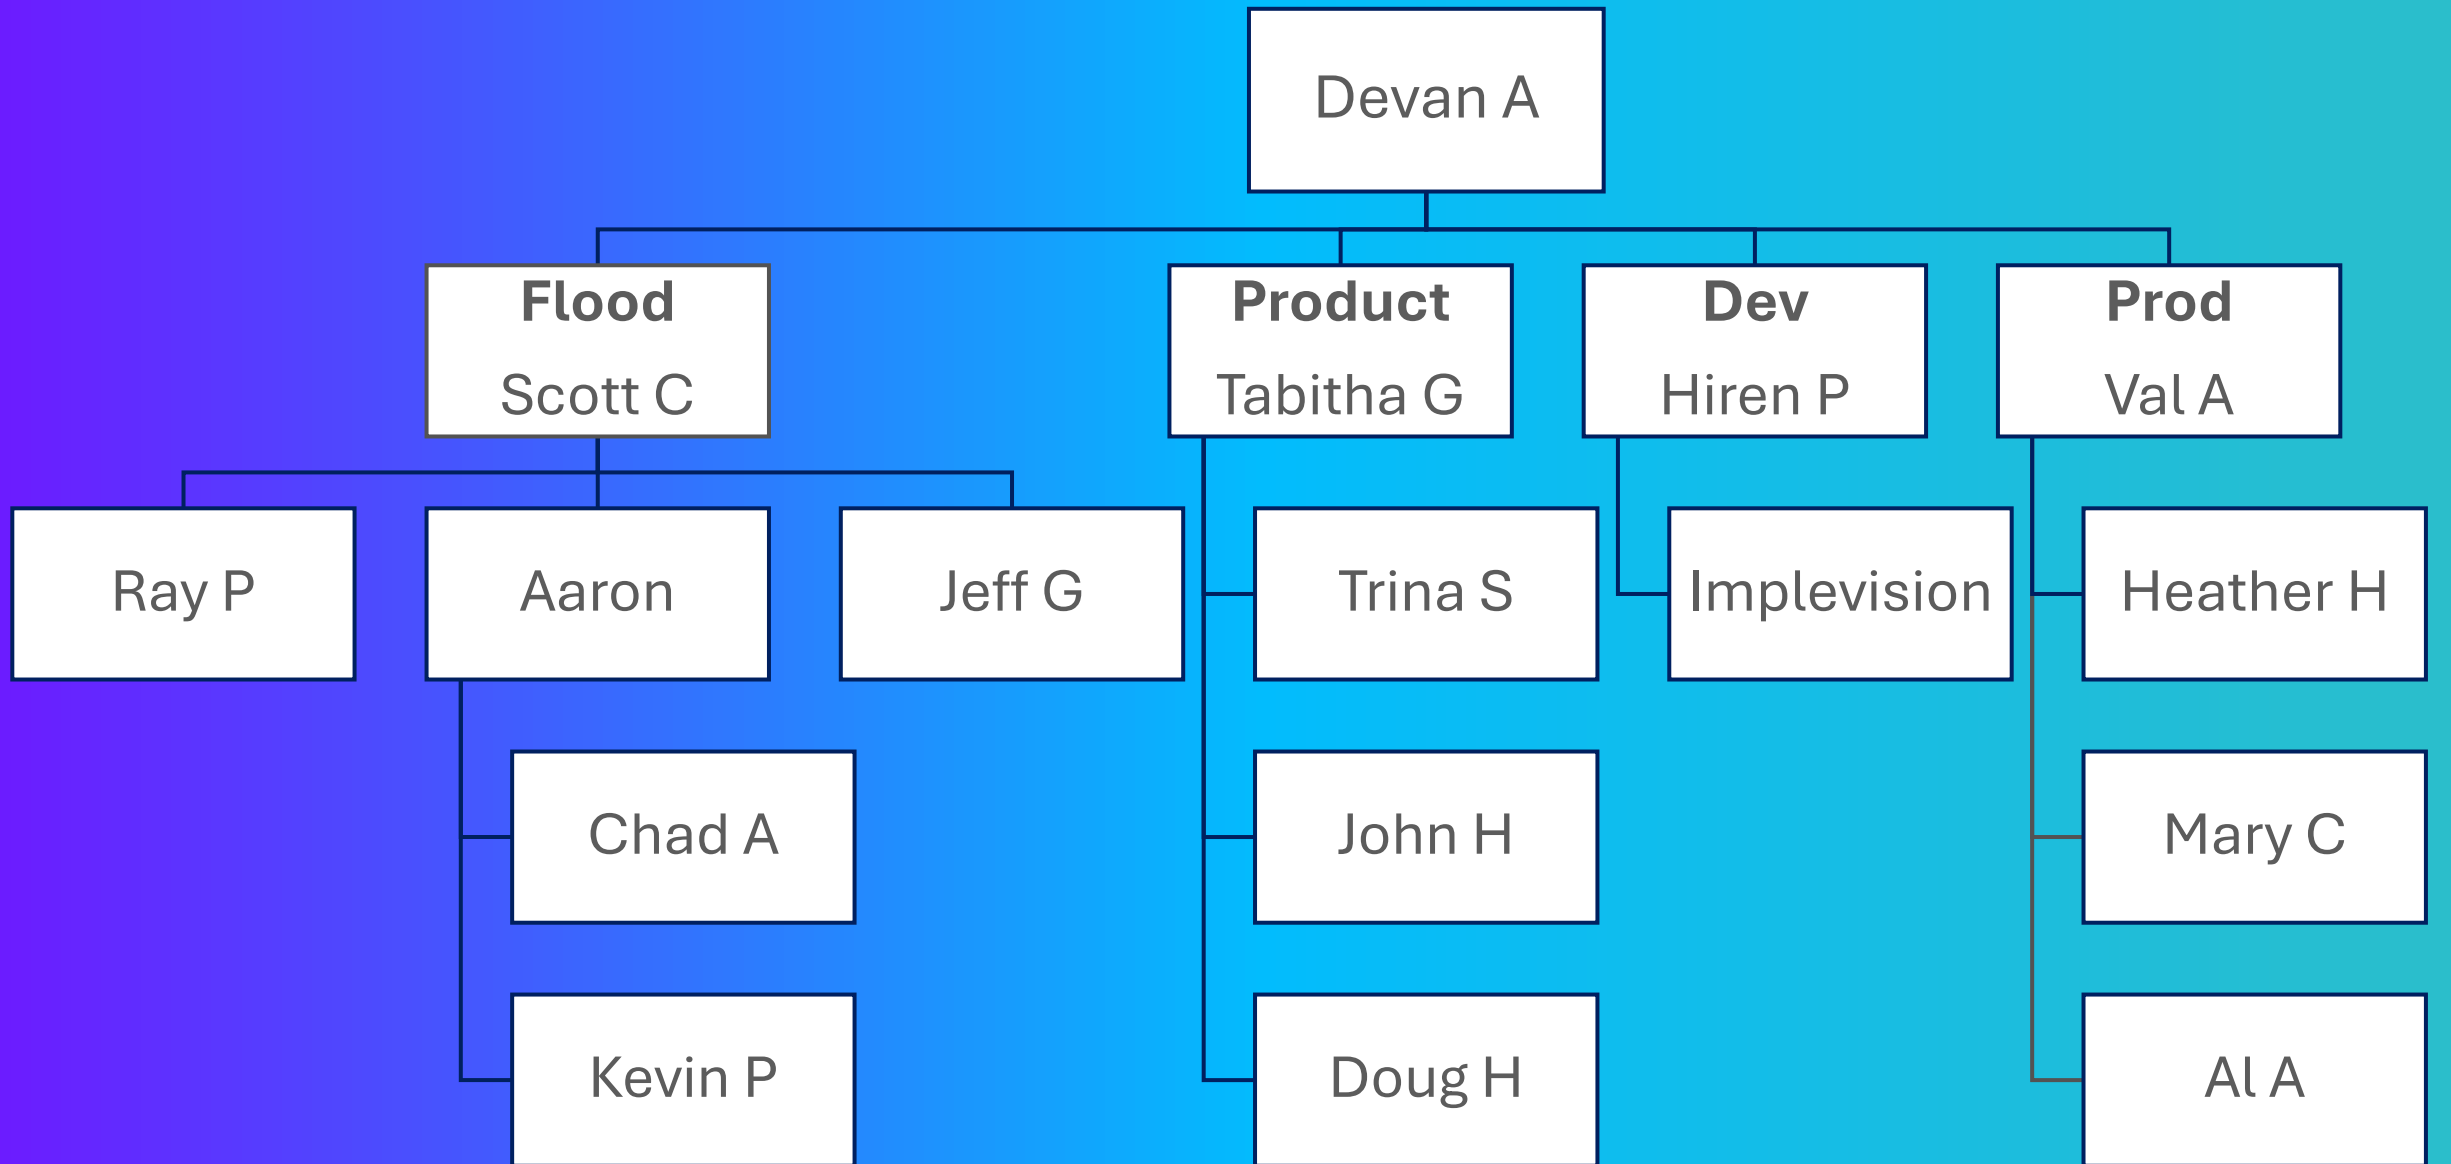 Devan A
Flood
Scott C
Product
Tabitha G
Dev
Hiren P
Prod
Val A
Ray P
Aaron
Jeff G
Trina S
Implevision
Heather H
Chad A
John H
Mary C
Kevin P
Doug H
Al A